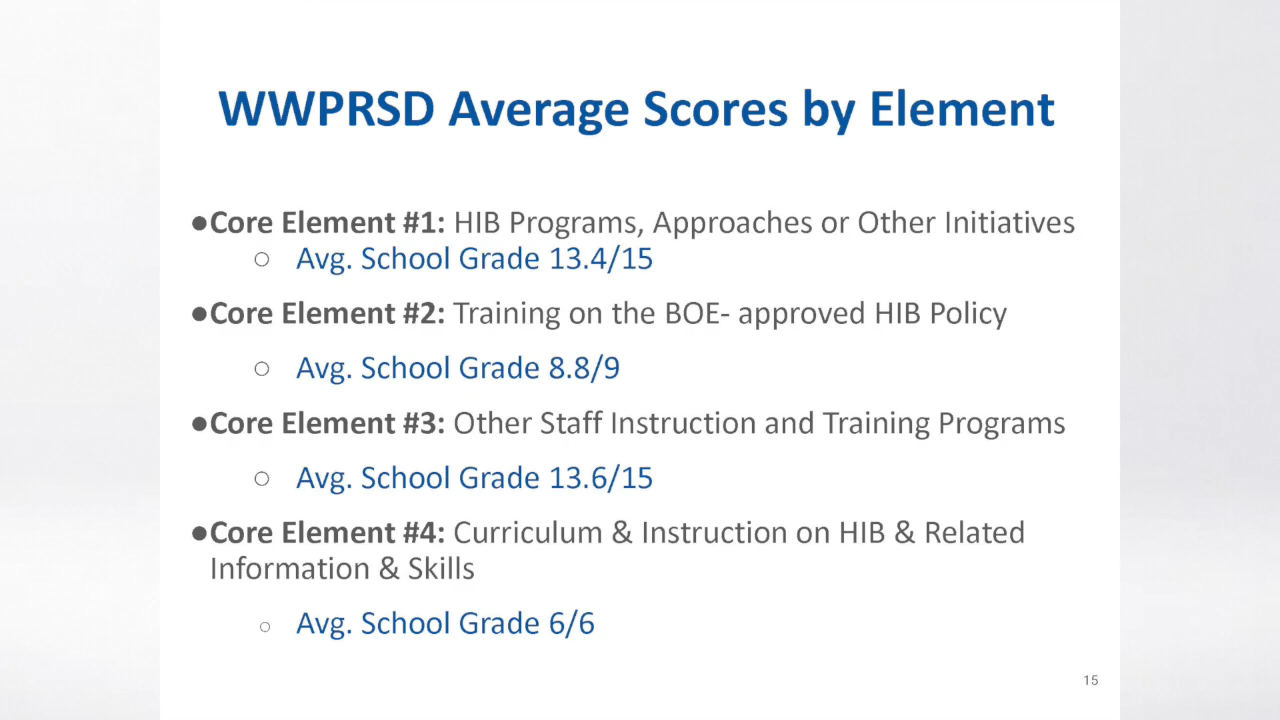 WWPRSD Average Scores by Element
●Core Element #1: HIB Programs, Approaches or Other Initiatives
○ Avg. School Grade 13.4/15
●Core Element #2: Training on the BOE- approved HIB Policy
○ Avg. School Grade 8.8/9
●Core Element #3: Other Staff Instruction and Training Programs
○ Avg. School Grade 13.6/15
●Core Element #4: Curriculum & Instruction on HIB & Related
Information & Skills
○ Avg. School Grade 6/6
15